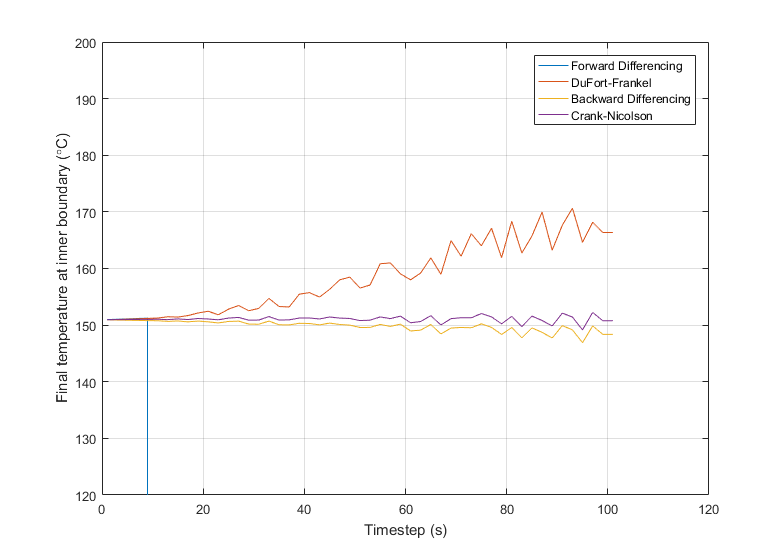 200
190
180
170
160
150
140
130
120
0
20
40
60
80
100
120
Final temperature at inner boundary (°C)
Timestep (s)
Forward Differencing
DuFort-Frankel
Backward Differencing
Crank-Nicolson